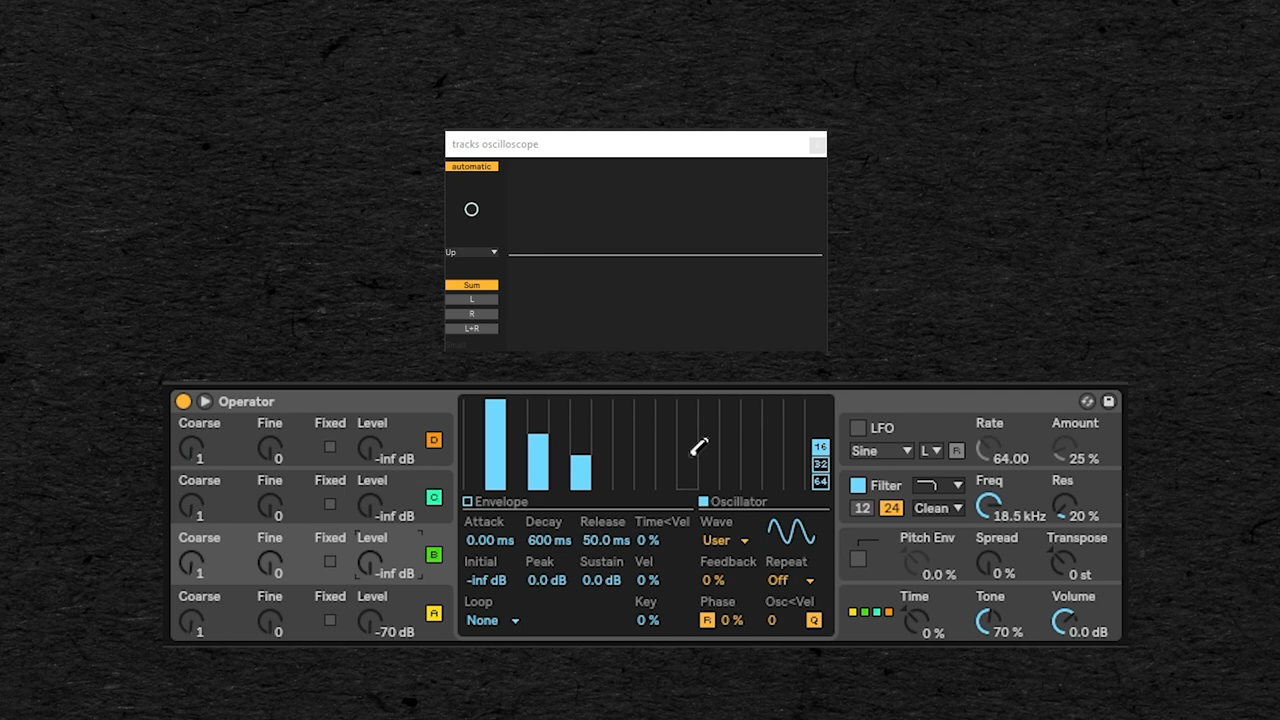 tracks oscilloscope
automatic
Up
Sum
L
R
L+R
Operator
Coarse Fine Fixed Level
1 0 -inf dB D
Coarse Fine Fixed Level
1 0 -inf dB C
Coarse Fine Fixed Level
1 0 -inf dB B
Coarse Fine Fixed Level
1 0 -70 dB A
16
32
64
Envelope Oscillator
Attack Decay Release Time<Vel Wave
0.00 ms 600 ms 50.0 ms 0 % User
Initial Peak Sustain Vel Feedback Repeat
-inf dB 0.0 dB 0.0 dB 0 % 0 % Off
Loop Key Phase Osc<Vel
None 0 % R 0 % 0 Q
LFO Rate Amount
Sine L R 64.00 25 %
Filter Freq Res
12 24 Clean 18.5 kHz 20 %
Pitch Env Spread Transpose
0.0 % 0 % 0 st
Time Tone Volume
0 % 70 % 0.0 dB